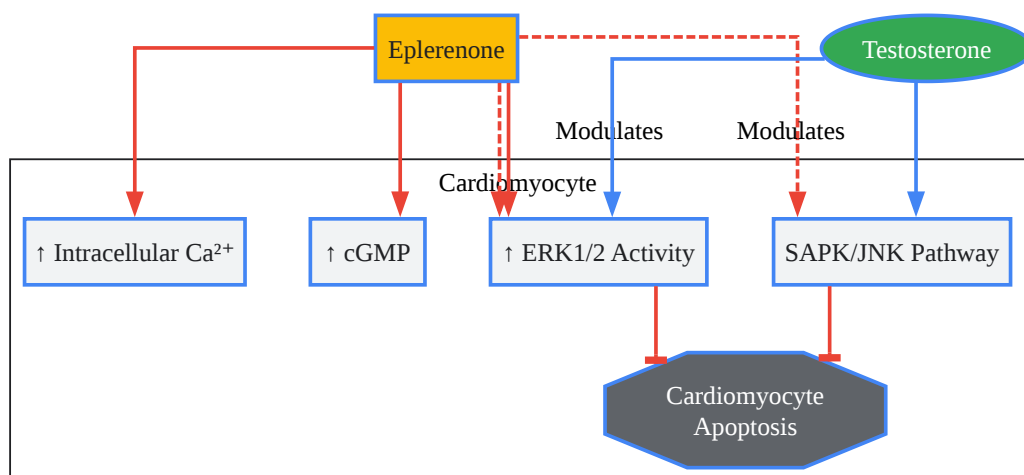 Eplerenone
Testosterone
Modulates
Modulates
Cardiomyocyte
↑ Intracellular Ca²⁺
↑ cGMP
↑ ERK1/2 Activity
SAPK/JNK Pathway
Cardiomyocyte
Apoptosis